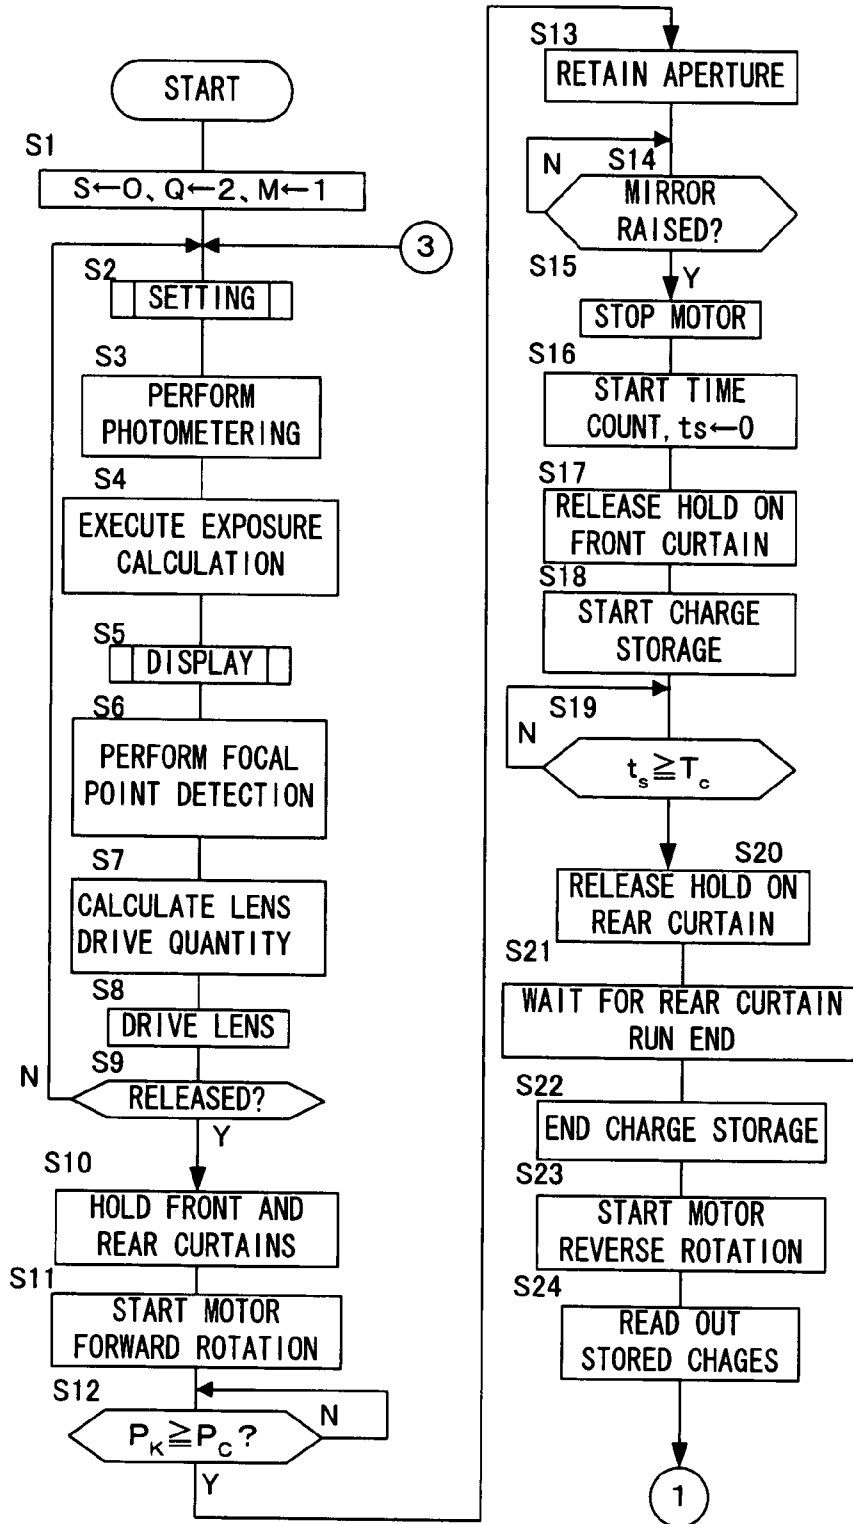 START
S1
S←0、Q←2、M←1
3
S2
SETTING
S3
PERFORM
PHOTOMETERING
S4
EXECUTE EXPOSURE
CALCULATION
S5
DISPLAY
S6
PERFORM FOCAL
POINT DETECTION
S7
CALCULATE LENS
DRIVE QUANTITY
S8
DRIVE LENS
S9
N
RELEASED?
Y
S10
HOLD FRONT AND
REAR CURTAINS
S11
START MOTOR
FORWARD ROTATION
S12
N
PK≧PC?
Y
S13
RETAIN APERTURE
N
S14
MIRROR
RAISED?
S15
Y
STOP MOTOR
S16
START TIME
COUNT, ts←0
S17
RELEASE HOLD ON
FRONT CURTAIN
S18
START CHARGE
STORAGE
S19
N
ts≧Tc
S20
RELEASE HOLD ON
REAR CURTAIN
S21
WAIT FOR REAR CURTAIN
RUN END
S22
END CHARGE STORAGE
S23
START MOTOR
REVERSE ROTATION
S24
READ OUT
STORED CHAGES
1